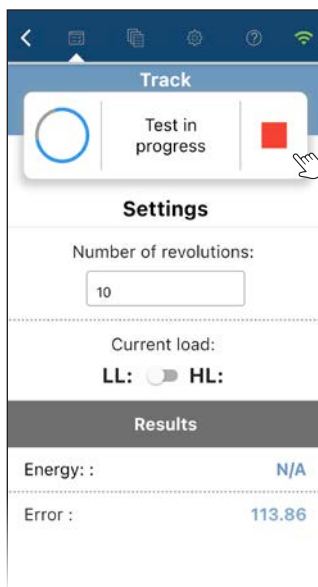 Track
Test in
progress
Settings
Number of revolutions:
10
Current load:
LL: HL:
Results
Energy: : N/A
Error : 113.86